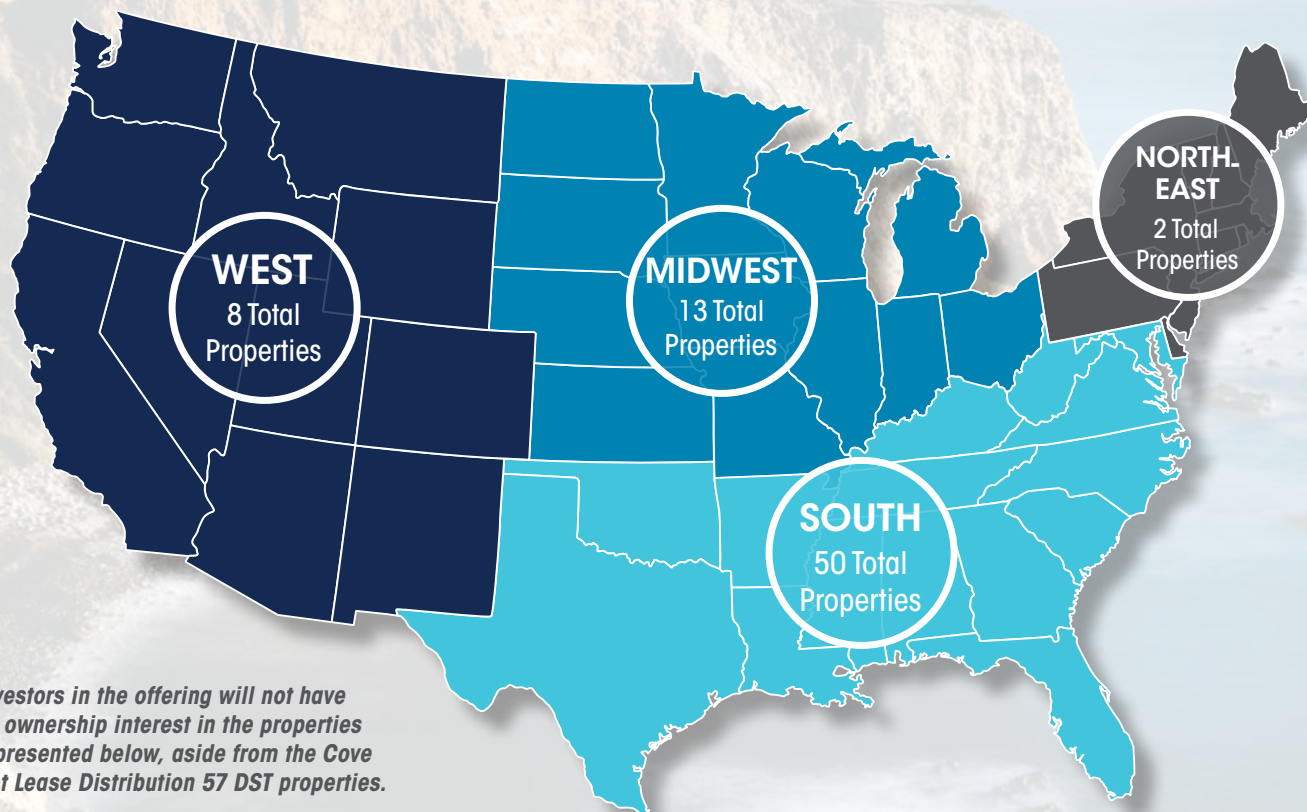 WEST
8 Total
Properties
MIDWEST
13 Total
Properties
NORTH-
EAST
2 Total
Properties
SOUTH
50 Total
Properties
in the offering will not have
ownership interest in the properties
below, aside from the Cove
Lease Distribution 57 DST properties.